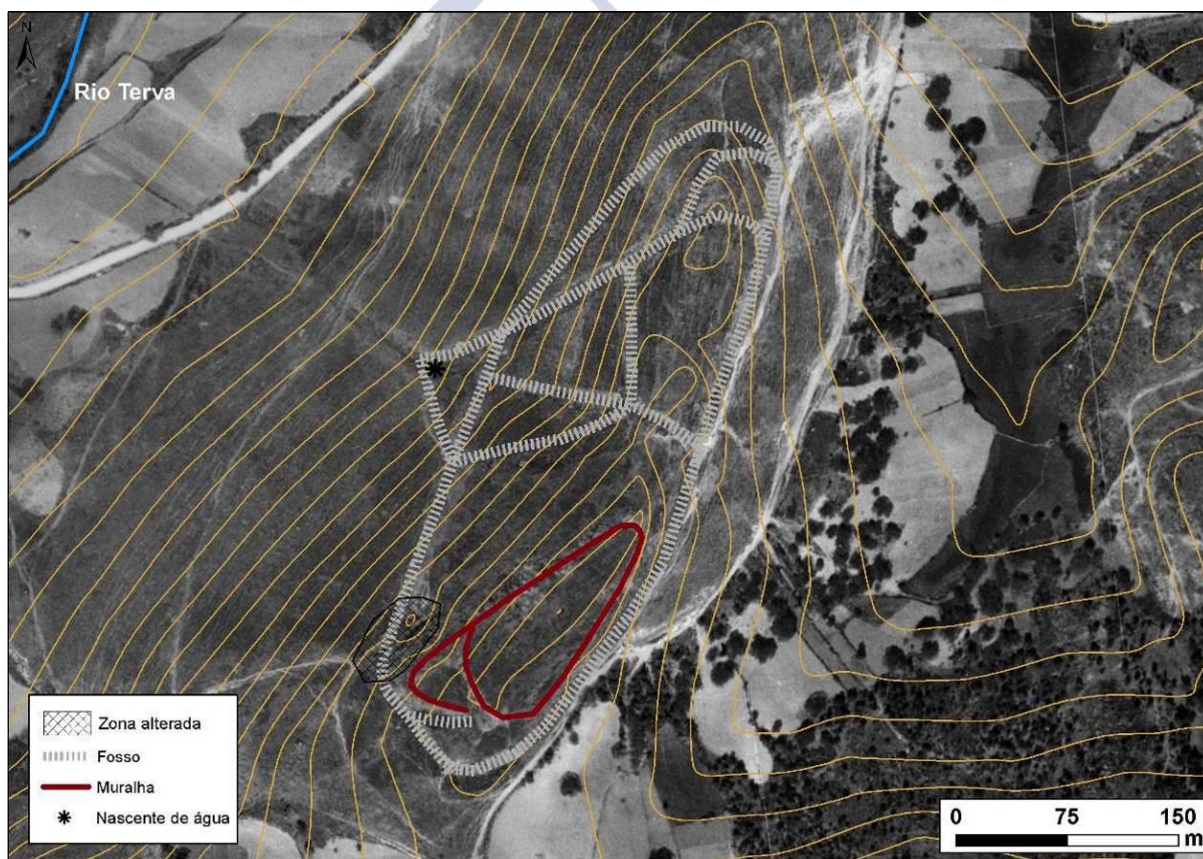 N
Rio Terva
Zona alterada
Fosso
Muralha
Nascente de água
0 75 150
m